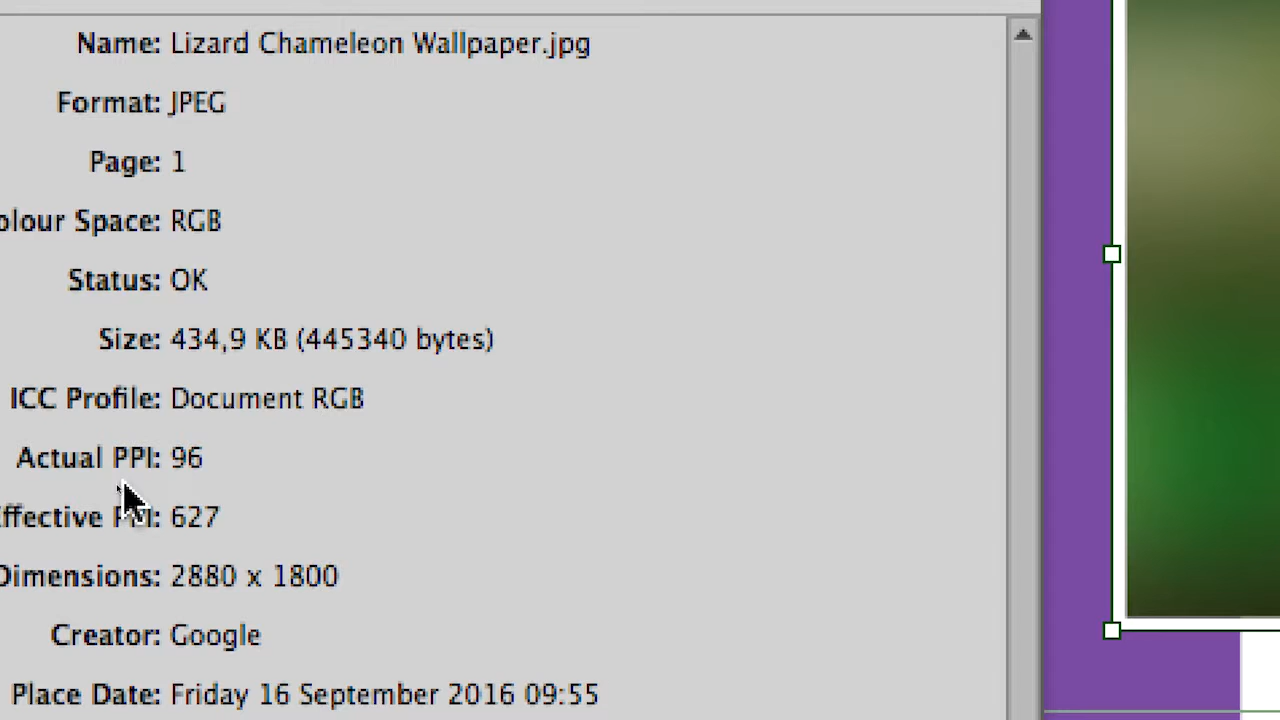 Name: Lizard Chameleon Wallpaper.jpg
Format: JPEG
Page: 1
olour Space: RGB
Status: OK
Size: 434,9 KB (445340 bytes)
ICC Profile: Document RGB
Actual PPI: 96
ffective PPI: 627
Dimensions: 2880 x 1800
Creator: Google
Place Date: Friday 16 September 2016 09:55